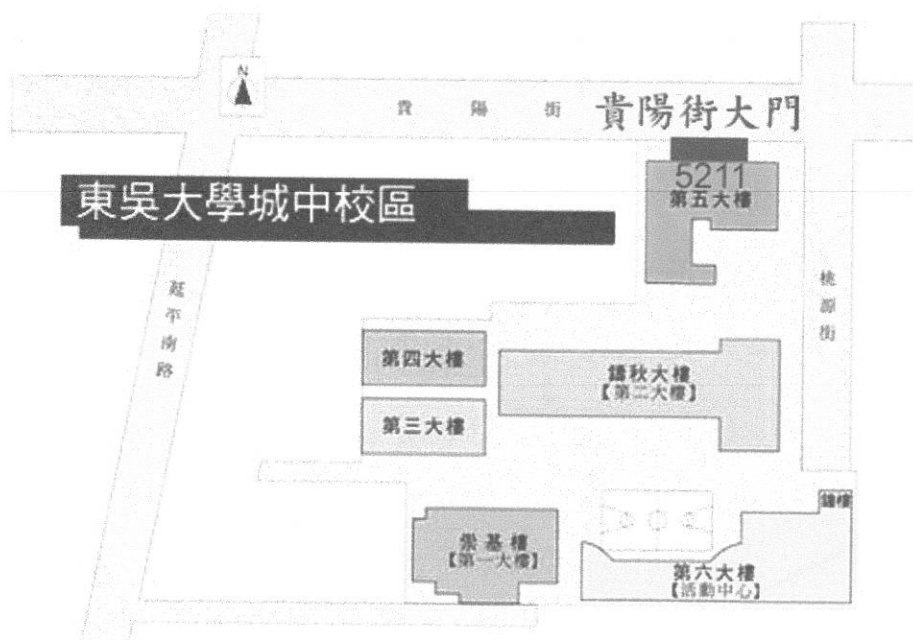 N
貴陽街
貴陽街大門
5211
第五大樓
東吳大學城中校區
延平南路
桃源街
第四大樓
鑄秋大樓
【第二大樓】
第三大樓
鐘樓
崇基樓
【第一大樓】
第六大樓
【活動中心】